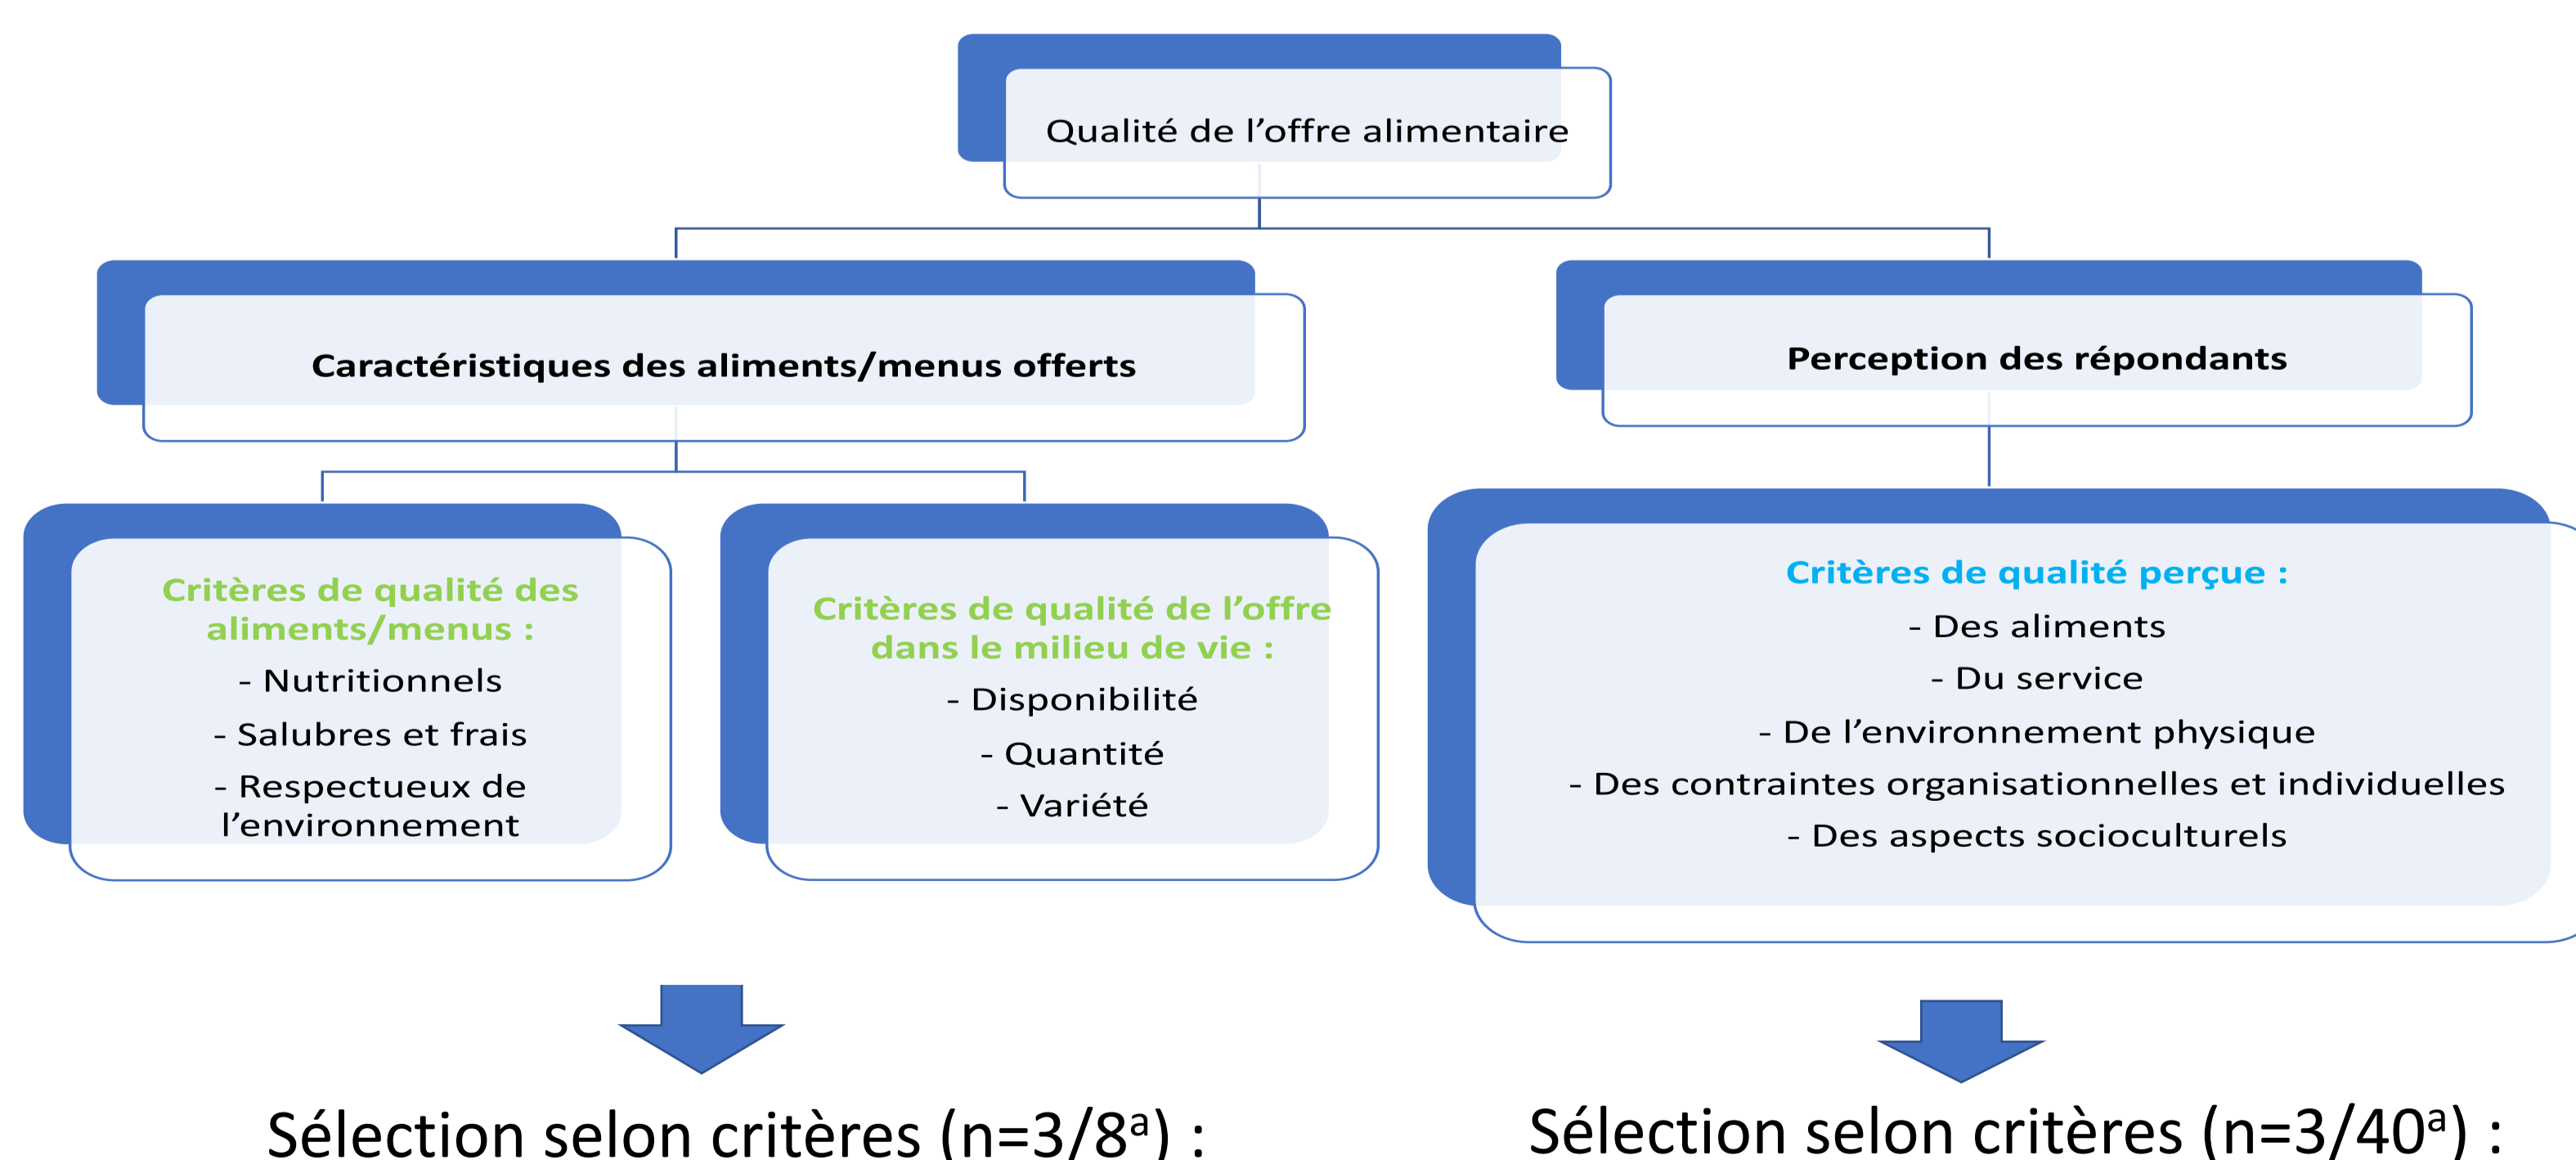 Qualité de l’offre alimentaire
Caractéristiques des aliments/menus offerts
Perception des répondants
Critères de qualité des
aliments/menus :
- Nutritionnels
- Salubres et frais
- Respectueux de
l’environnement
Critères de qualité de l’offre
dans le milieu de vie :
- Disponibilité
- Quantité
- Variété
Critères de qualité perçue :
- Des aliments
- Du service
- De l’environnement physique
- Des contraintes organisationnelles et individuelles
- Des aspects socioculturels
Sélection selon critères (n=3/8ᵃ) :
Sélection selon critères (n=3/40ᵃ) :